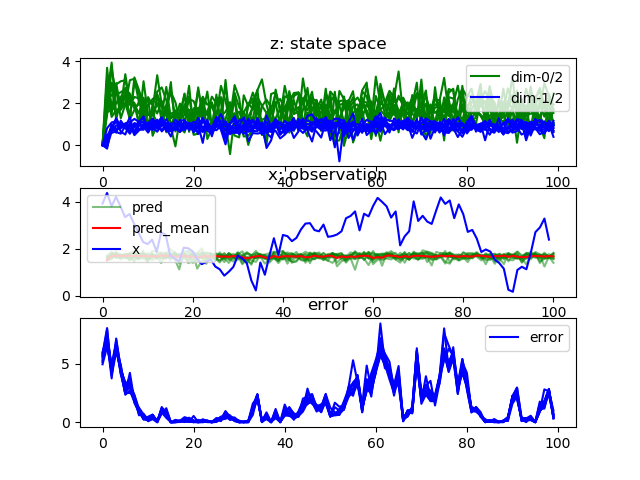 z: state space
4
2
0
dim-0/2
dim-1/2
0 20 40 60 80 100
x: observation
4
2
0
pred
pred_mean
x
0 20 40 60 80 100
error
5
0
error
0 20 40 60 80 100